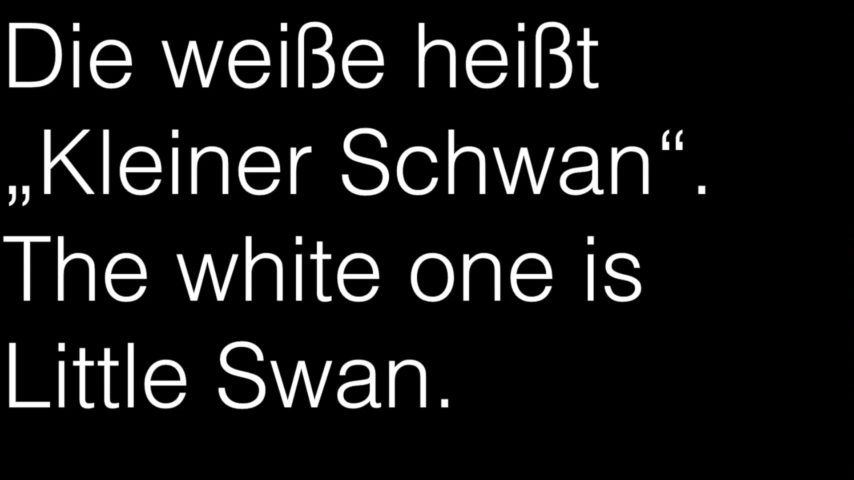 Die weiße heißt
„Kleiner Schwan“.
The white one is
Little Swan.